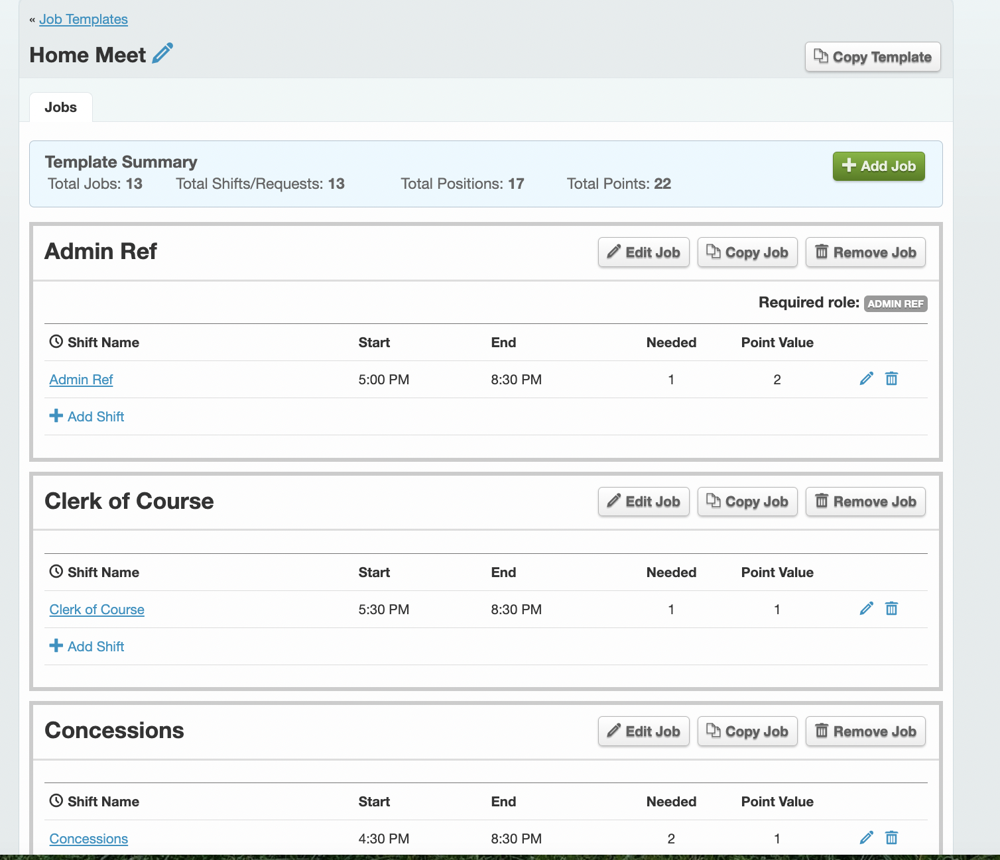 « Job Templates
Home Meet
Copy Template
Jobs
Template Summary
Add Job
Total Jobs: 13 Total Shifts/Requests: 13 Total Positions: 17 Total Points: 22
Admin Ref
Edit Job Copy Job Remove Job
Required role: ADMIN REF
Shift Name Start End Needed Point Value
Admin Ref 5:00 PM 8:30 PM 1 2
Add Shift
Clerk of Course
Edit Job Copy Job Remove Job
Shift Name Start End Needed Point Value
Clerk of Course 5:30 PM 8:30 PM 1 1
Add Shift
Concessions
Edit Job Copy Job Remove Job
Shift Name Start End Needed Point Value
Concessions 4:30 PM 8:30 PM 2 1